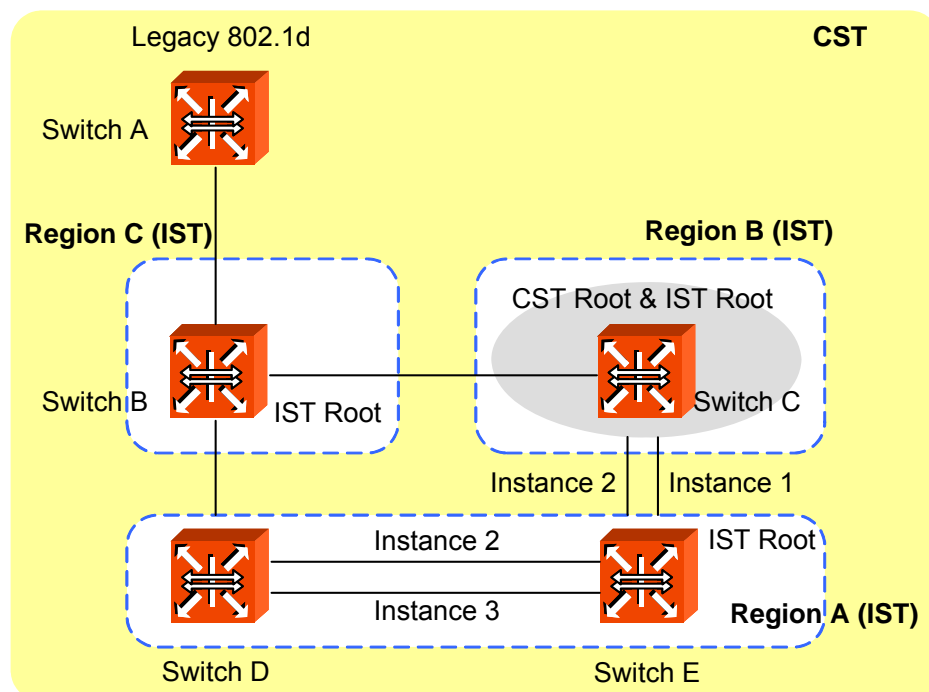 Legacy 802.1d
CST
Switch A
Region C (IST)
Region B (IST)
CST Root & IST Root
Switch B
IST Root
Switch C
Instance 2
Instance 1
Instance 2
IST Root
Instance 3
Region A (IST)
Switch D
Switch E